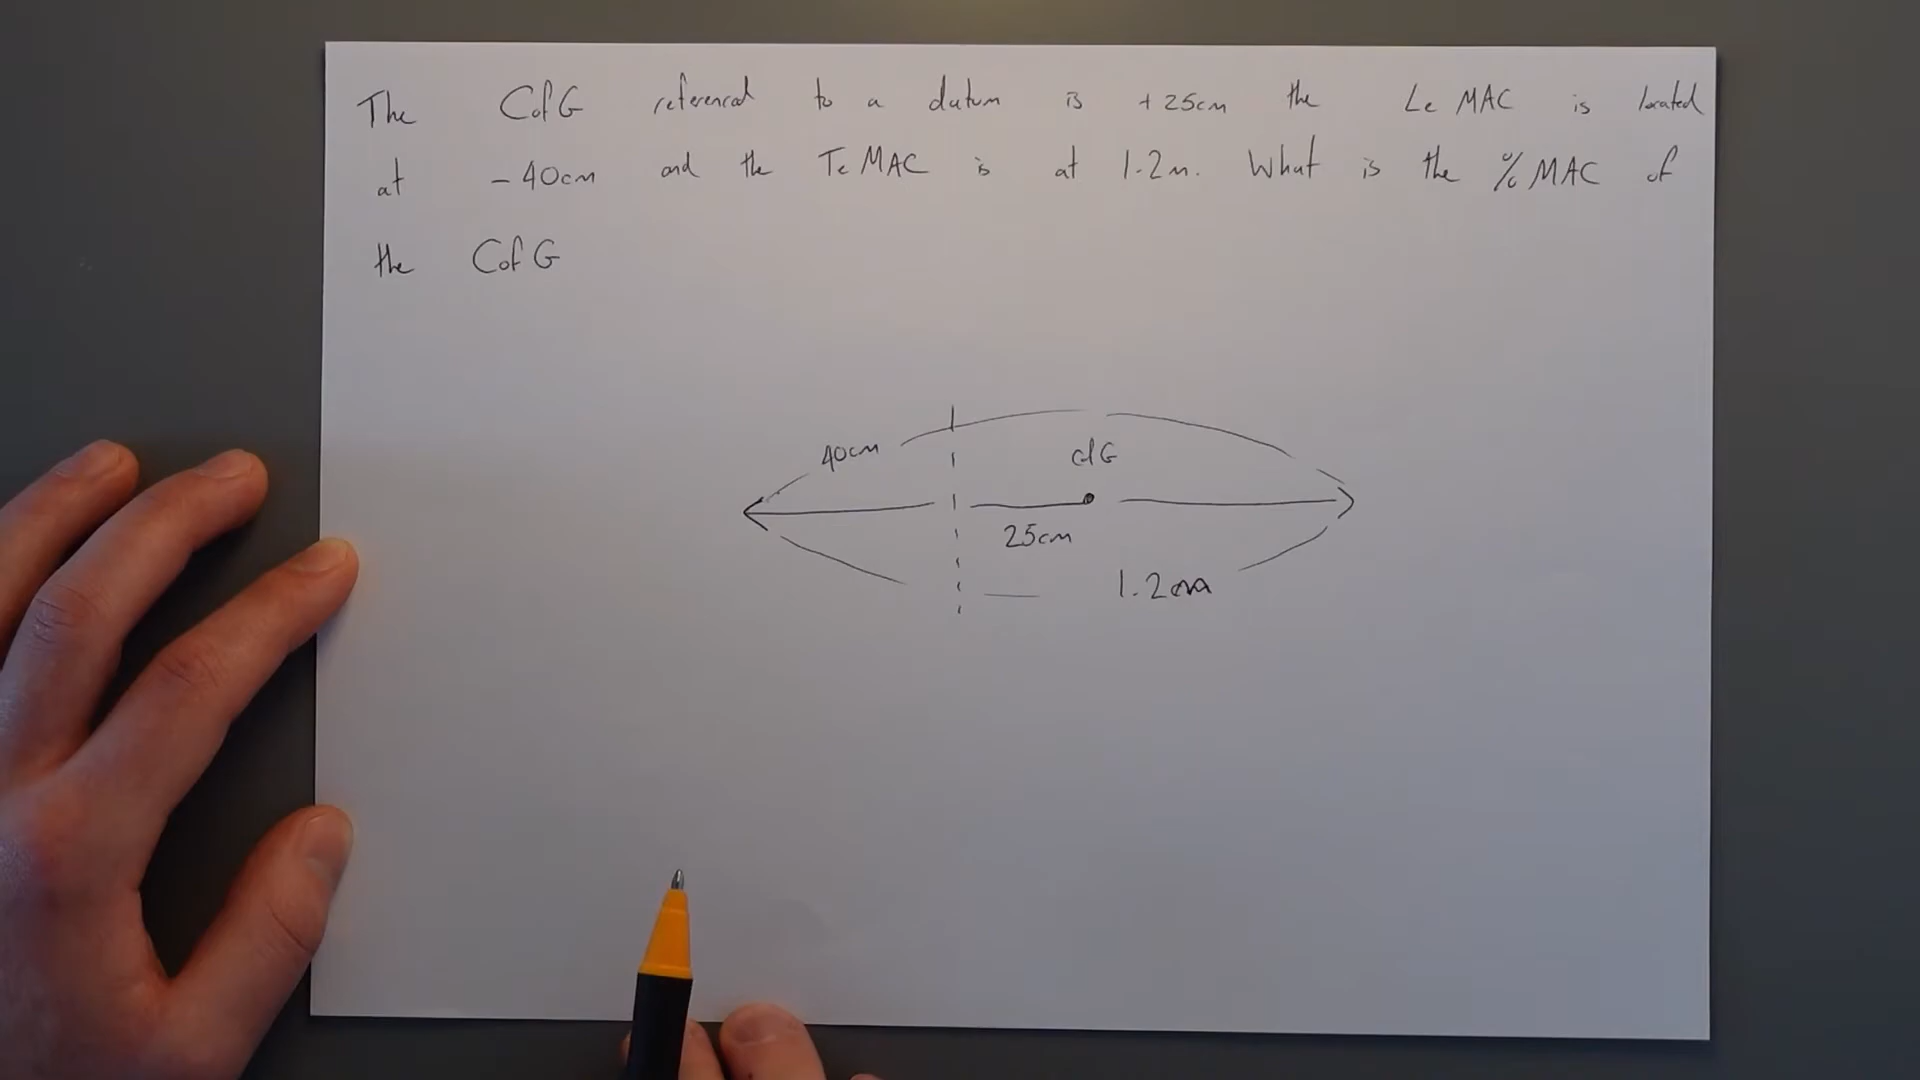 The CofG referenced to a datum is +25cm the Le MAC is located
at -40cm and the Te MAC is at 1.2m. What is the % MAC of
the CofG
40cm
CfG
25cm
1.2m